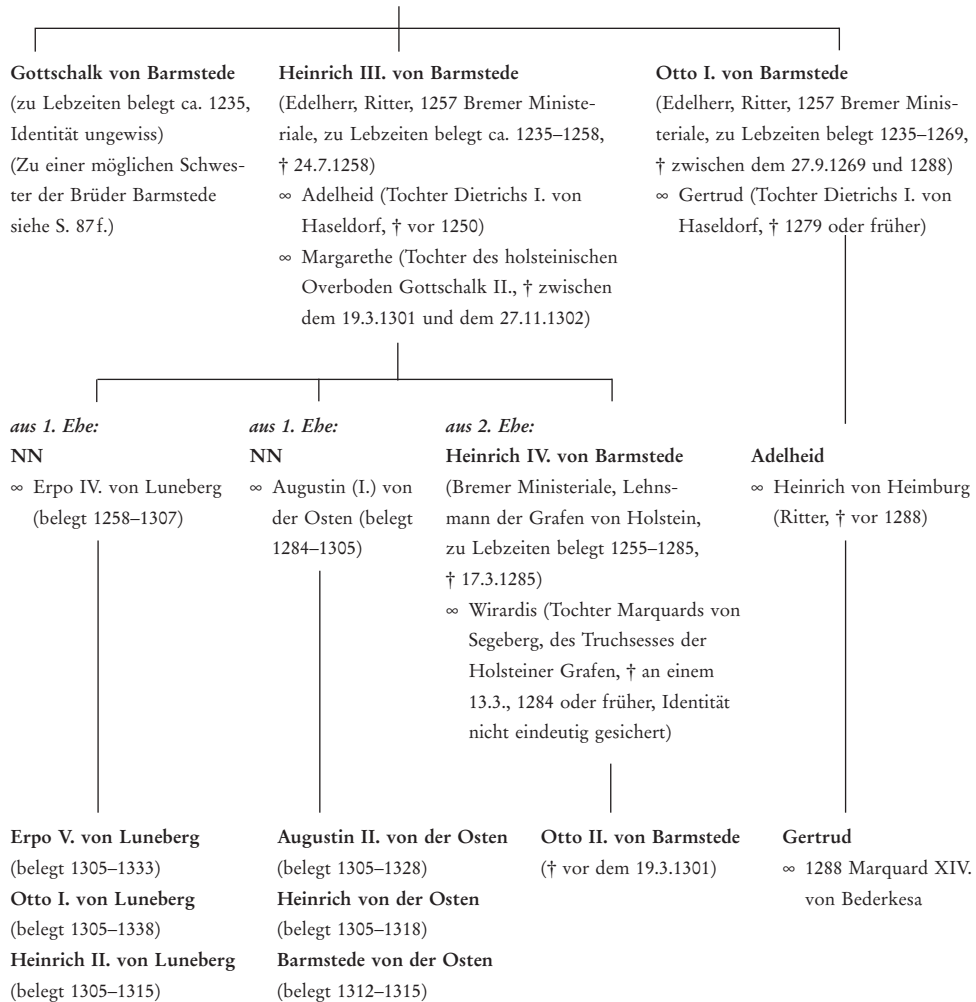 Gottschalk von Barmstede
(zu Lebzeiten belegt ca. 1235,
Identität ungewiss)
(Zu einer möglichen Schwes-
ter der Brüder Barmstede
siehe S. 87 f.)
Heinrich III. von Barmstede
(Edelherr, Ritter, 1257 Bremer Ministe-
riale, zu Lebzeiten belegt ca. 1235–1258,
† 24.7.1258)
∞ Adelheid (Tochter Dietrichs I. von
Haseldorf, † vor 1250)
∞ Margarethe (Tochter des holsteinischen
Overboden Gottschalk II., † zwischen
dem 19.3.1301 und dem 27.11.1302)
Otto I. von Barmstede
(Edelherr, Ritter, 1257 Bremer Minis-
teriale, zu Lebzeiten belegt 1235–1269,
† zwischen dem 27.9.1269 und 1288)
∞ Gertrud (Tochter Dietrichs I. von
Haseldorf, † 1279 oder früher)
aus 1. Ehe:
NN
∞ Erpo IV. von Luneberg
(belegt 1258–1307)
aus 1. Ehe:
NN
∞ Augustin (I.) von
der Osten (belegt
1284–1305)
aus 2. Ehe:
Heinrich IV. von Barmstede
(Bremer Ministeriale, Lehns-
mann der Grafen von Holstein,
zu Lebzeiten belegt 1255–1285,
† 17.3.1285)
∞ Wirardis (Tochter Marquards von
Segeberg, des Truchsesses der
Holsteiner Grafen, † an einem
13.3., 1284 oder früher, Identität
nicht eindeutig gesichert)
Adelheid
∞ Heinrich von Heimburg
(Ritter, † vor 1288)
Erpo V. von Luneberg
(belegt 1305–1333)
Otto I. von Luneberg
(belegt 1305–1338)
Heinrich II. von Luneberg
(belegt 1305–1315)
Augustin II. von der Osten
(belegt 1305–1328)
Heinrich von der Osten
(belegt 1305–1318)
Barmstede von der Osten
(belegt 1312–1315)
Otto II. von Barmstede
(† vor dem 19.3.1301)
Gertrud
∞ 1288 Marquard XIV.
von Bederkesa